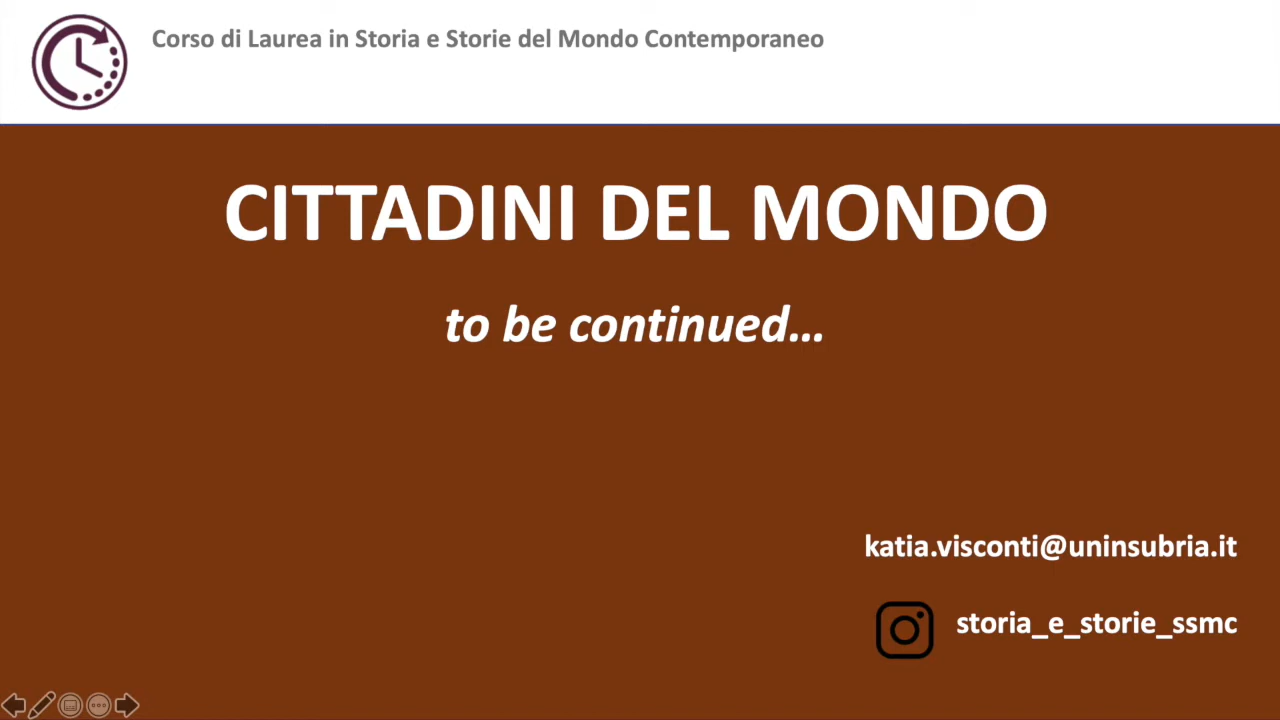 Corso di Laurea in Storia e Storie del Mondo Contemporaneo
CITTADINI DEL MONDO
to be continued...
katia.visconti@uninsubria.it
storia_e_storie_ssmc